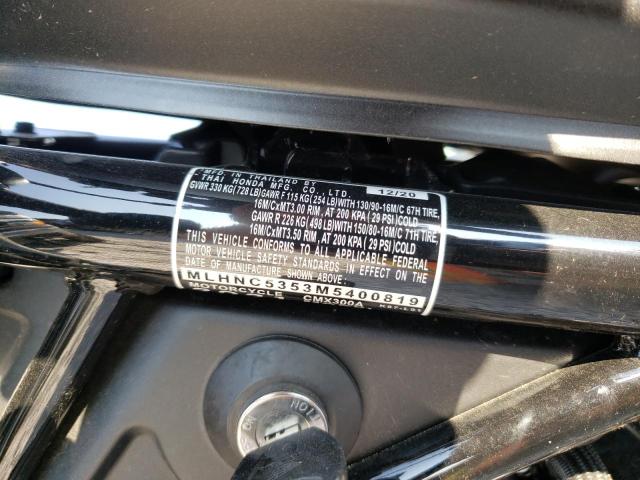 MFD. IN THAILAND BY
THAI HONDA MFG. CO., LTD. 12/20
GVWR 330 KG( 728 LB)GAWR F 115 KG( 254 LB)WITH 130/90-16M/C 67H TIRE,
16M/CxMT3.00 RIM , AT 200 KPA ( 29 PSI)COLD
GAWR R 226 KG( 498 LB)WITH 150/80-16M/C 71H TIRE,
16M/CxMT3.50 RIM , AT 200 KPA ( 29 PSI)COLD
THIS VEHICLE CONFORMS TO ALL APPLICABLE FEDERAL
MOTOR VEHICLE SAFETY STANDARDS IN EFFECT ON THE
DATE OF MANUFACTURE SHOWN ABOVE:
MLHNC5353M5400819
MOTORCYCLE CMX300A